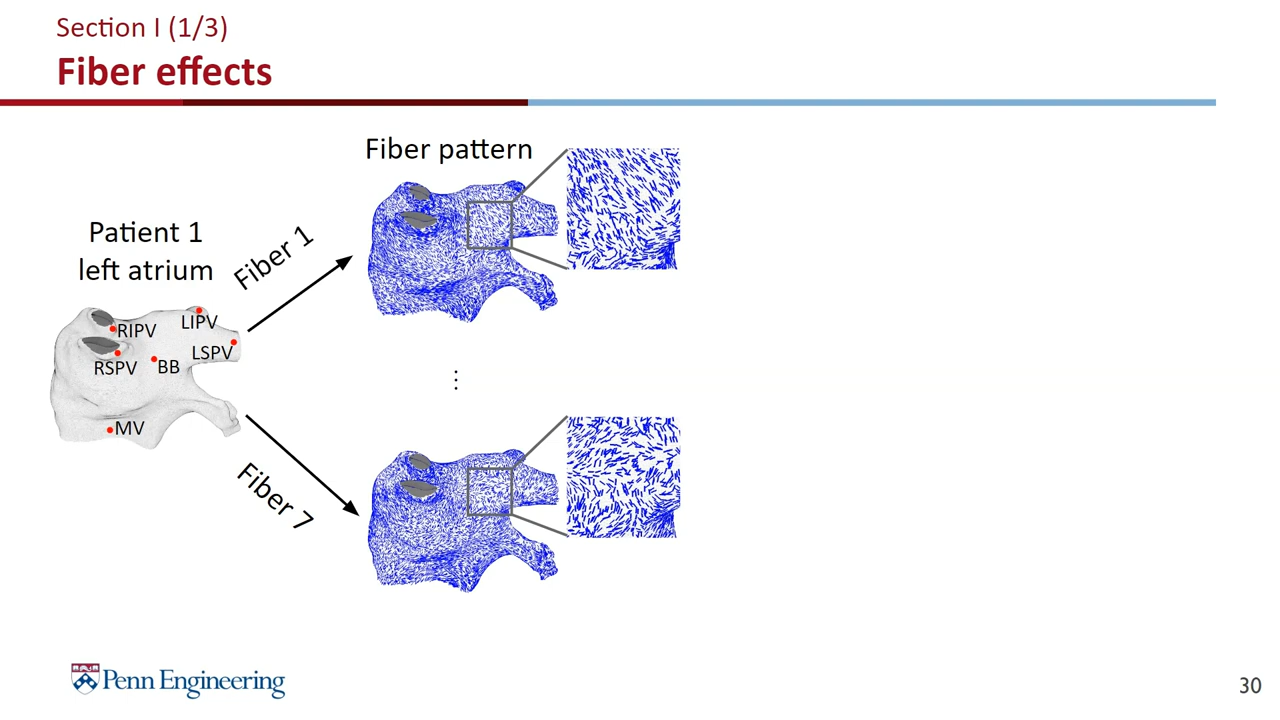 Section I (1/3)
Fiber effects
Fiber pattern
Patient 1
left atrium
Fiber 1
RIPV
LIPV
LSPV
RSPV
BB
MV
⋮
Fiber 7
Penn Engineering
30